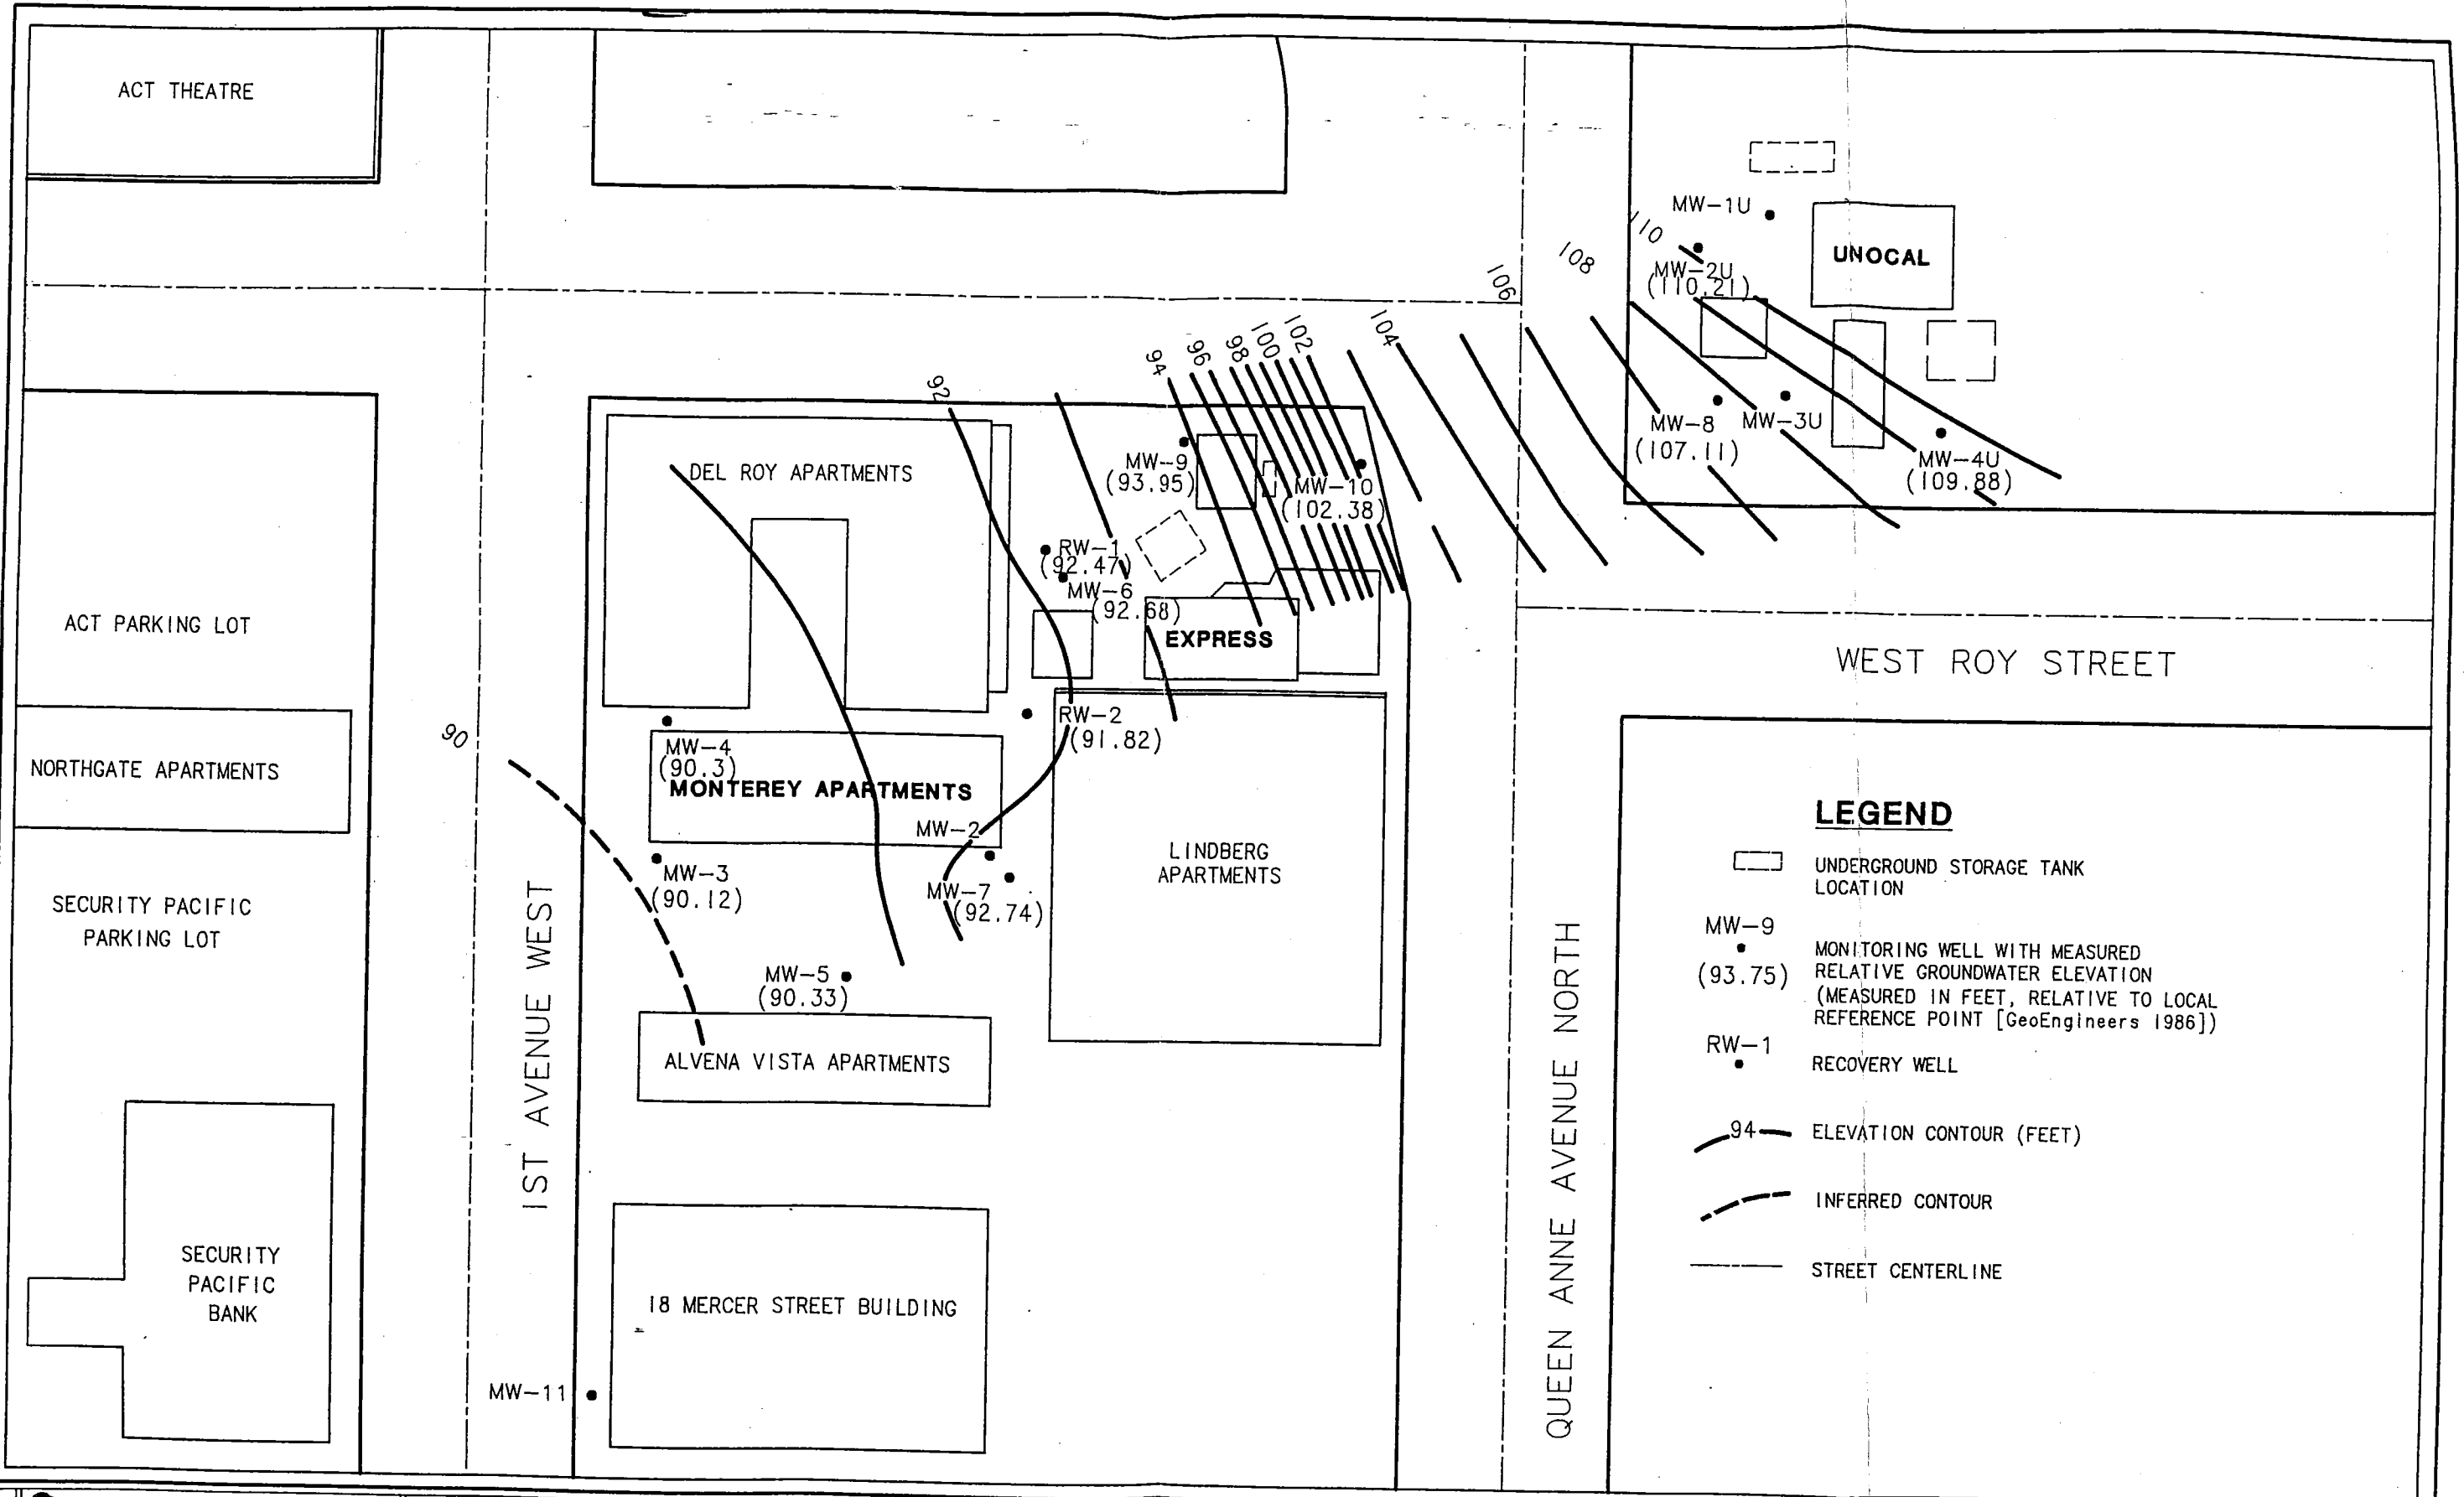 ACT THEATRE
MW-1U
UNOCAL
110
MW-2U
(110.21)
108
106
104
102
100
98
96
94
92
MW-8
(107.11)
MW-3U
MW-4U
(109.88)
DEL ROY APARTMENTS
MW-9
(93.95)
MW-10
(102.38)
RW-1
(92.47)
MW-6
(92.68)
EXPRESS
ACT PARKING LOT
WEST ROY STREET
RW-2
(91.82)
90
MW-4
(90.3)
MONTEREY APARTMENTS
NORTHGATE APARTMENTS
MW-2
MW-3
(90.12)
MW-7
(92.74)
LINDBERG
APARTMENTS
SECURITY PACIFIC
PARKING LOT
MW-5
(90.33)
ALVENA VISTA APARTMENTS
1ST AVENUE WEST
QUEEN ANNE AVENUE NORTH
SECURITY
PACIFIC
BANK
18 MERCER STREET BUILDING
MW-11
LEGEND
UNDERGROUND STORAGE TANK
LOCATION
MW-9
(93.75)
MONITORING WELL WITH MEASURED
RELATIVE GROUNDWATER ELEVATION
(MEASURED IN FEET, RELATIVE TO LOCAL
REFERENCE POINT [GeoEngineers 1986])
RW-1
RECOVERY WELL
94
ELEVATION CONTOUR (FEET)
INFERRED CONTOUR
STREET CENTERLINE